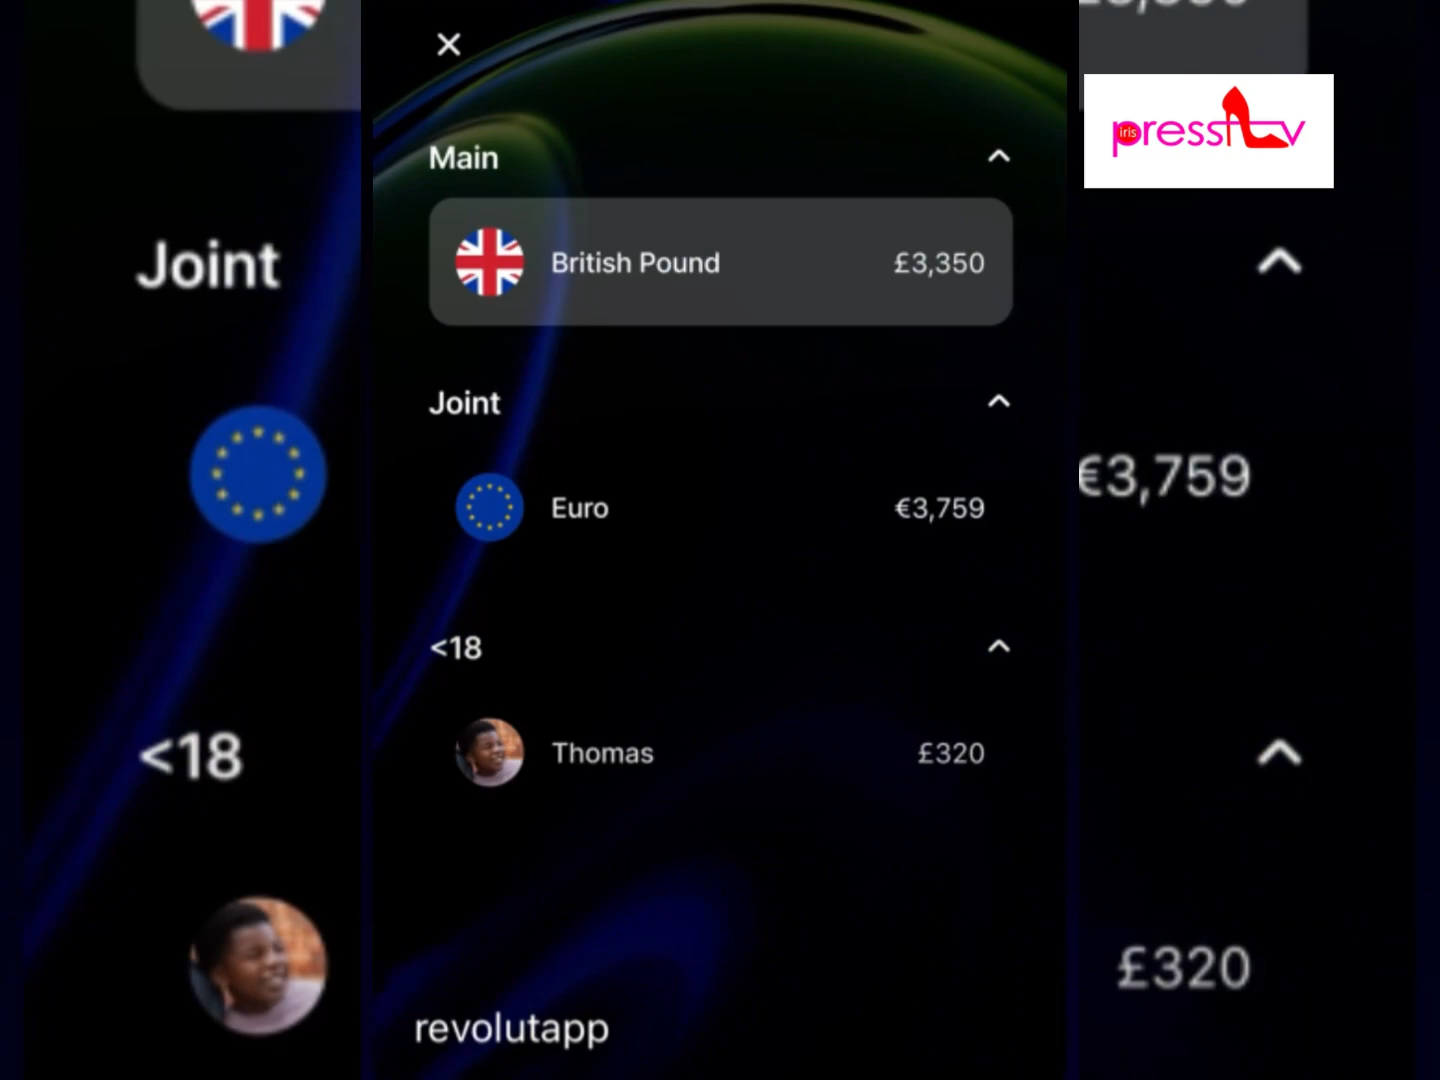 Main
British Pound £3,350
Joint
Euro €3,759
<18
Thomas £320
revolutapp
Joint
€3,759
<18
£320
iris
press tv